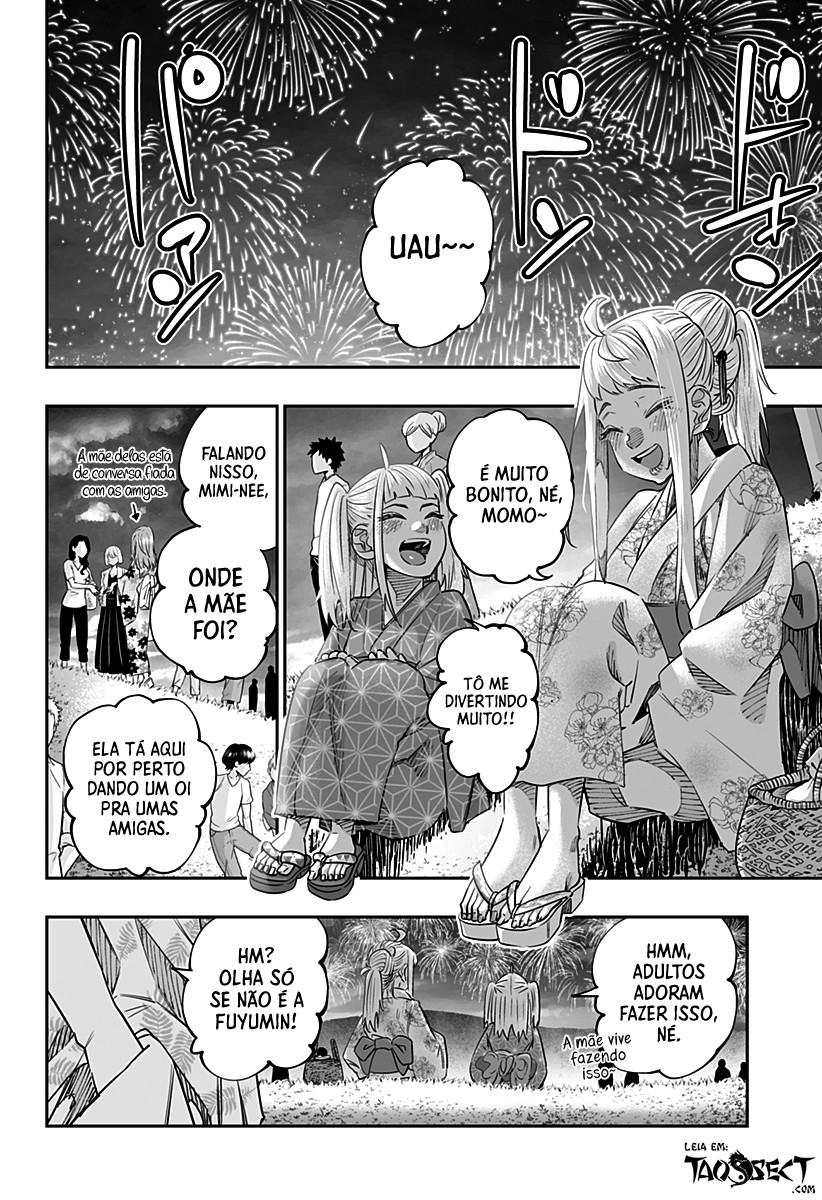 ドン
ドン
パァ
UAU~~
É MUITO
BONITO, NÉ,
MOMO~
TÔ ME
DIVERTINDO
MUITO!!
FALANDO
NISSO,
MIMI-NEE,
A mãe delas está
de conversa fiada
com as amigas.
ONDE
A MÃE
FOI?
ELA TÁ AQUI
POR PERTO
DANDO UM OI
PRA UMAS
AMIGAS.
HMM,
ADULTOS
ADORAM
FAZER ISSO,
NÉ.
A mãe vive
fazendo
isso~
HM?
OLHA SÓ
SE NÃO É A
FUYUMIN!
LEIA EM:
TAOSECT
.COM